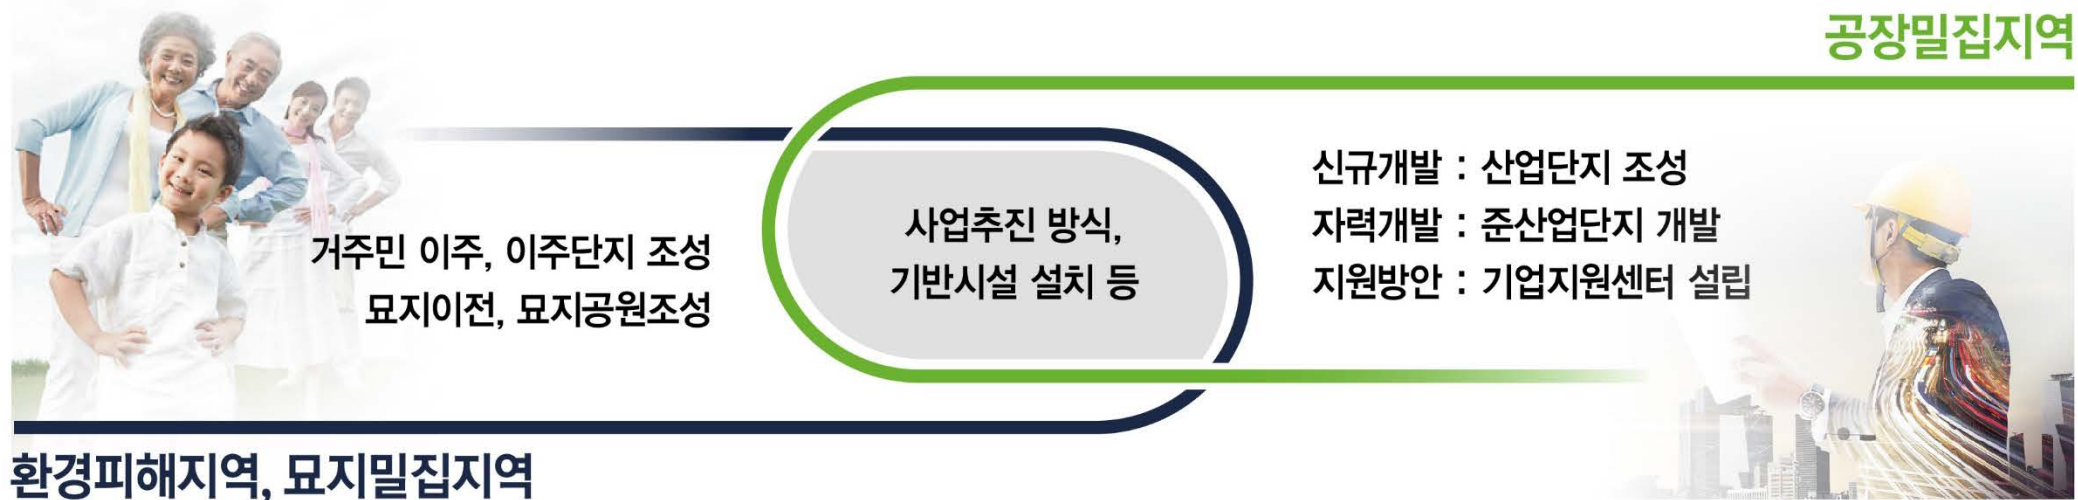 공장밀집지역
거주민 이주, 이주단지 조성
묘지이전, 묘지공원조성
사업추진 방식,
기반시설 설치 등
신규개발 : 산업단지 조성
자력개발 : 준산업단지 개발
지원방안 : 기업지원센터 설립
환경피해지역, 묘지밀집지역